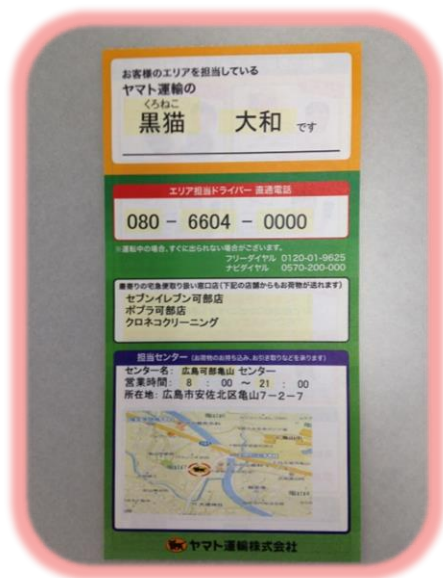 お客様のエリアを担当している
ヤマト運輸の
くろねこ
黒猫 大和 です
エリア担当ドライバー 直通電話
080 - 6604 - 0000
※運転中の場合、すぐに出られない場合がございます。
フリーダイヤル 0120-01-9625
ナビダイヤル 0570-200-000
最寄りの宅急便取り扱い窓口店(下記の店舗からもお荷物が送れます)
セブンイレブン可部店
ポプラ可部店
クロネコクリーニング
担当センター (お荷物のお持ち込み、お引き取りなどを承ります)
センター名: 広島可部亀山 センター
営業時間: 8 : 00 ~ 21 : 00
所在地: 広島市安佐北区亀山7-2-7
ヤマト運輸株式会社